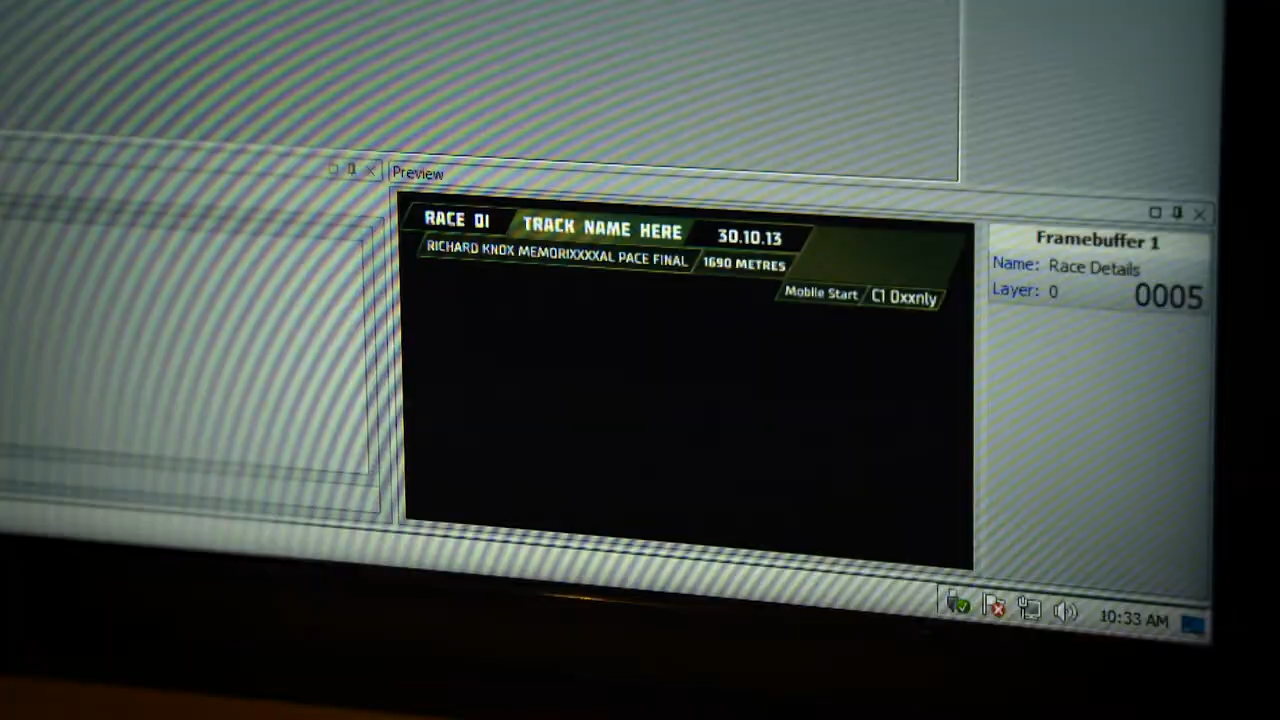 Preview
RACE 01 TRACK NAME HERE 30.10.13
RICHARD KNOX MEMORIXXXXAL PACE FINAL 1690 METRES
Mobile Start C1 Oxxnly
Framebuffer 1
Name: Race Details
Layer: 0 0005
10:33 AM